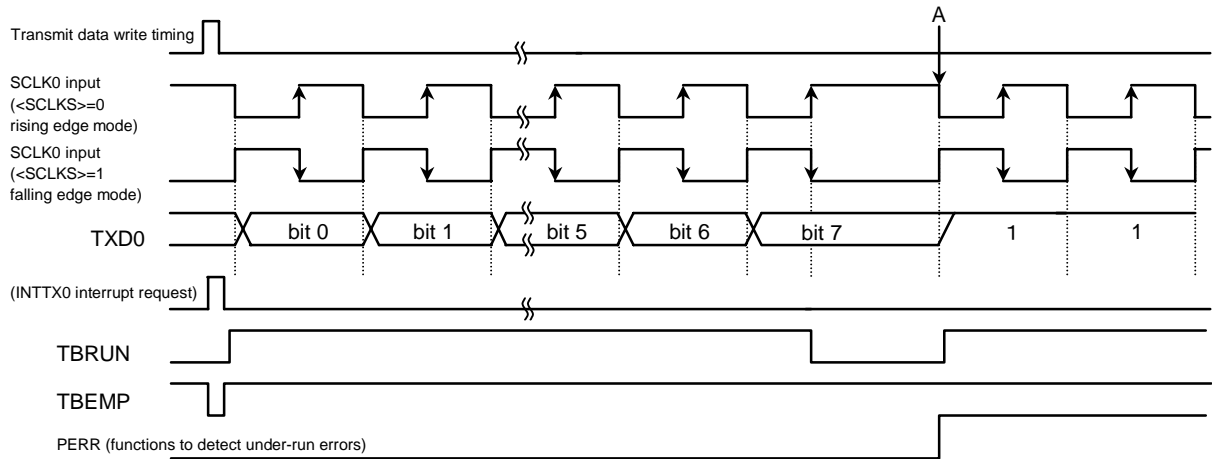 A
Transmit data write timing
SCLK0 input
(<SCLKS>=0
rising edge mode)
SCLK0 input
(<SCLKS>=1
falling edge mode)
TXD0
bit 0
bit 1
bit 5
bit 6
bit 7
1
1
(INTTX0 interrupt request)
TBRUN
TBEMP
PERR (functions to detect under-run errors)